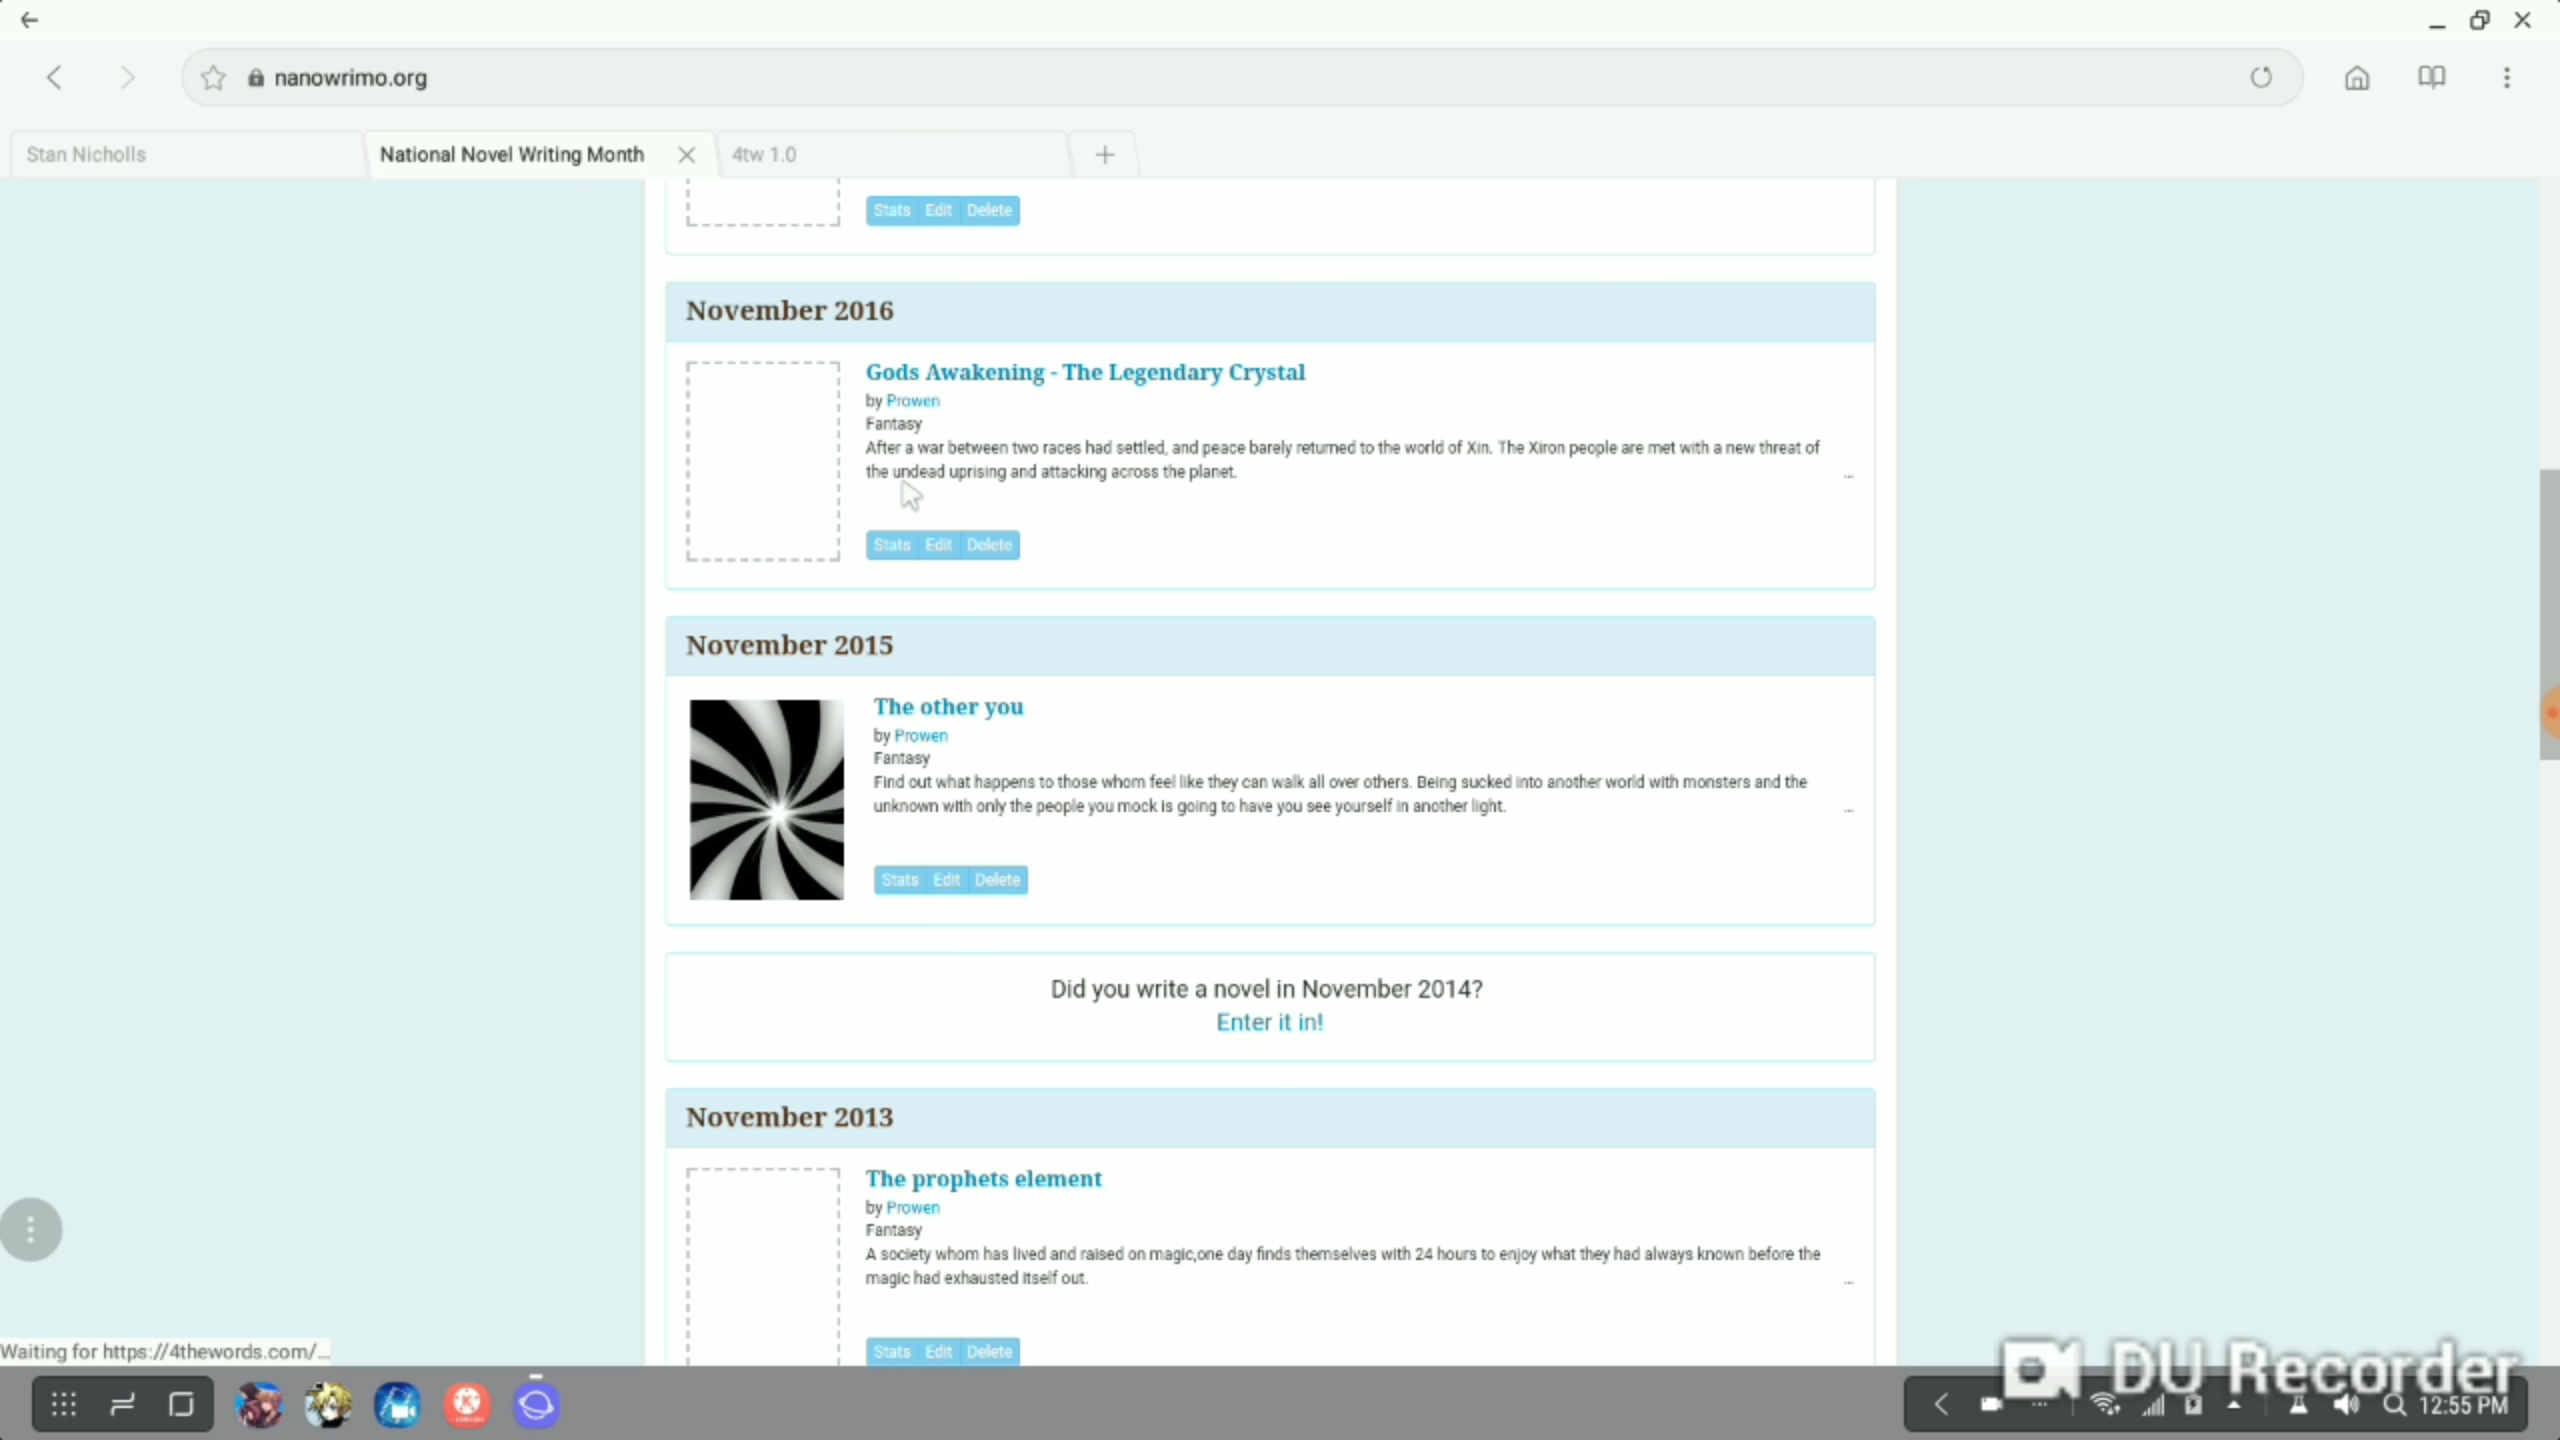 nanowrimo.org
Stan Nicholls
National Novel Writing Month
4tw 1.0
Stats Edit Delete
November 2016
Gods Awakening - The Legendary Crystal
by Prowen
Fantasy
After a war between two races had settled, and peace barely returned to the world of Xin. The Xiron people are met with a new threat of
the undead uprising and attacking across the planet.
...
Stats Edit Delete
November 2015
The other you
by Prowen
Fantasy
Find out what happens to those whom feel like they can walk all over others. Being sucked into another world with monsters and the
unknown with only the people you mock is going to have you see yourself in another light.
...
Stats Edit Delete
Did you write a novel in November 2014?
Enter it in!
November 2013
The prophets element
by Prowen
Fantasy
A society whom has lived and raised on magic,one day finds themselves with 24 hours to enjoy what they had always known before the
magic had exhausted itself out.
...
Stats Edit Delete
Waiting for https://4thewords.com/...
DU Recorder
12:55 PM